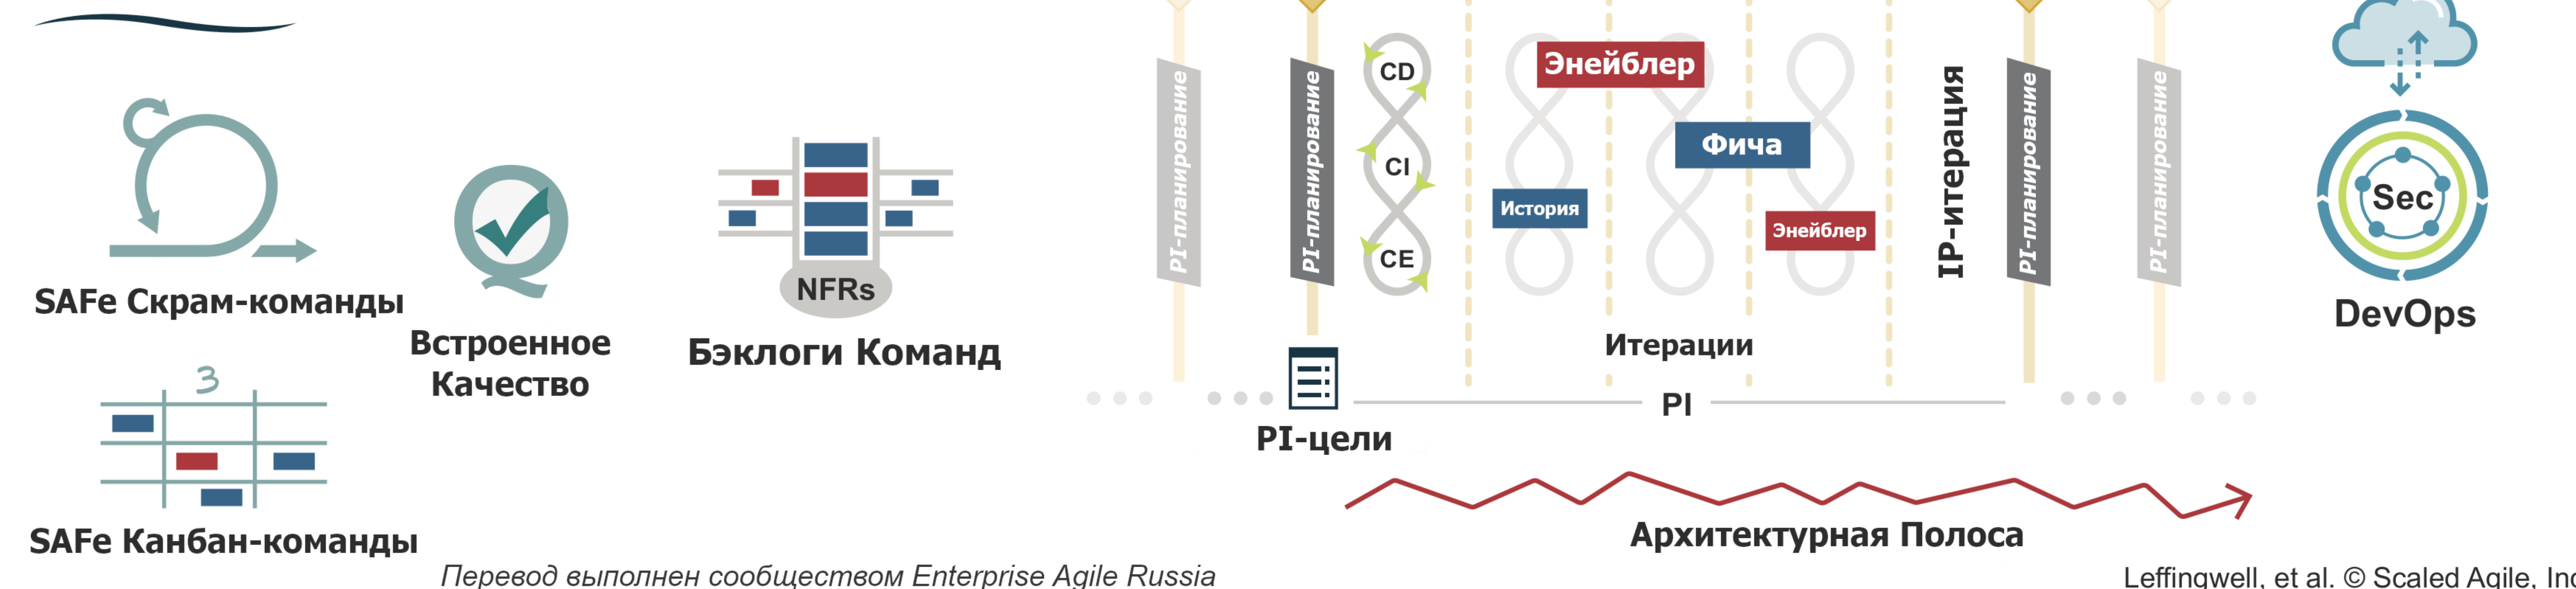 SAFe Скрам-команды
Встроенное
Качество
3
SAFe Канбан-команды
NFRs
Бэклоги Команд
PI-планирование
PI-планирование
CD
CI
CE
Энейблер
Фича
История
Энейблер
IP-итерация
PI-планирование
PI-планирование
Итерации
PI
PI-цели
Архитектурная Полоса
Sec
DevOps
Перевод выполнен сообществом Enterprise Agile Russia
Leffingwell, et al. © Scaled Agile, Inc